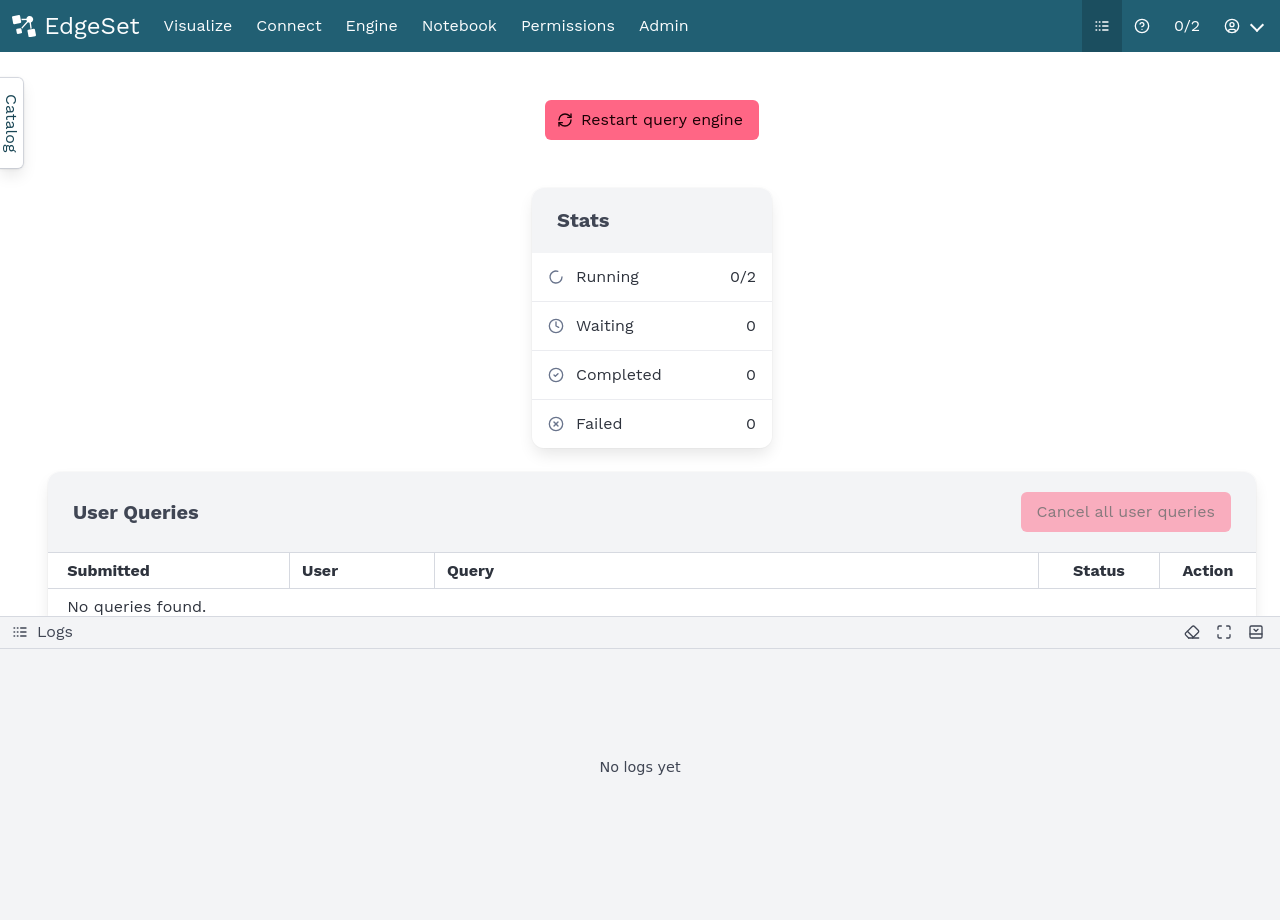 EdgeSet Visualize Connect Engine Notebook Permissions Admin 0/2
Catalog
Restart query engine
Stats
Running 0/2
Waiting 0
Completed 0
Failed 0
User Queries Cancel all user queries
Submitted User Query Status Action
No queries found.
Logs
No logs yet